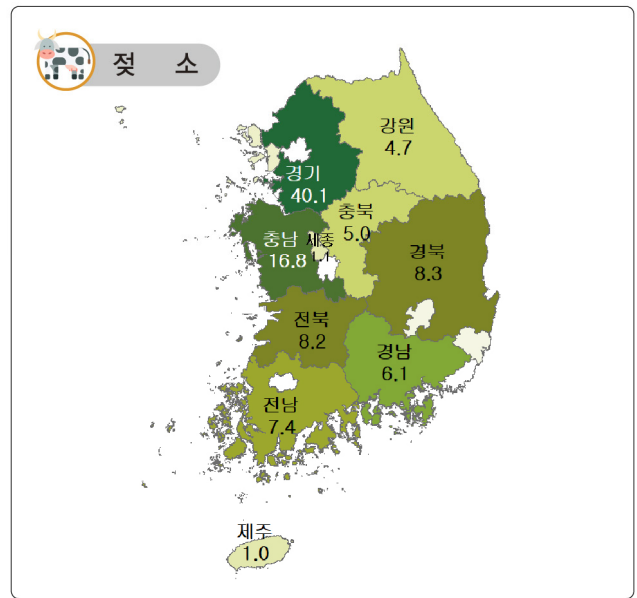 젖 소
강원
4.7
경기
40.1
충북
5.0
충남
16.8
세종
1.1
경북
8.3
전북
8.2
경남
6.1
전남
7.4
제주
1.0